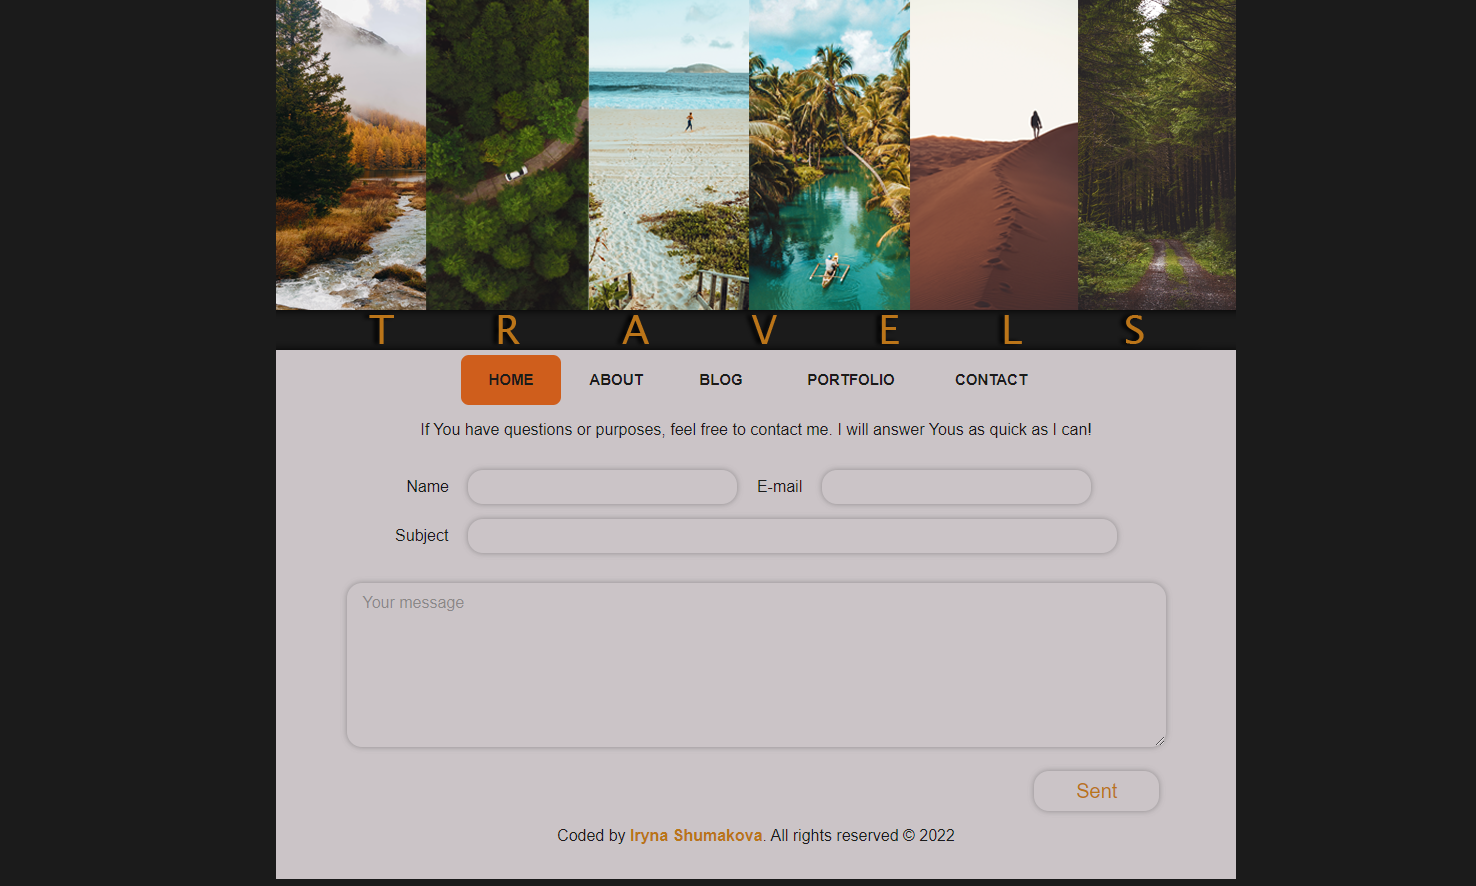 T R A V E L S
HOME ABOUT BLOG PORTFOLIO CONTACT
If You have questions or purposes, feel free to contact me. I will answer Yous as quick as I can!
Name E-mail
Subject
Your message
Sent
Coded by Iryna Shumakova. All rights reserved © 2022